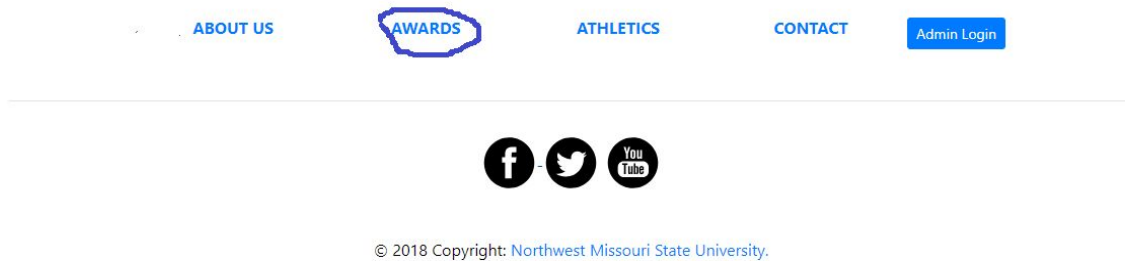 ABOUT US AWARDS ATHLETICS CONTACT Admin Login
f You
Tube
© 2018 Copyright: Northwest Missouri State University.